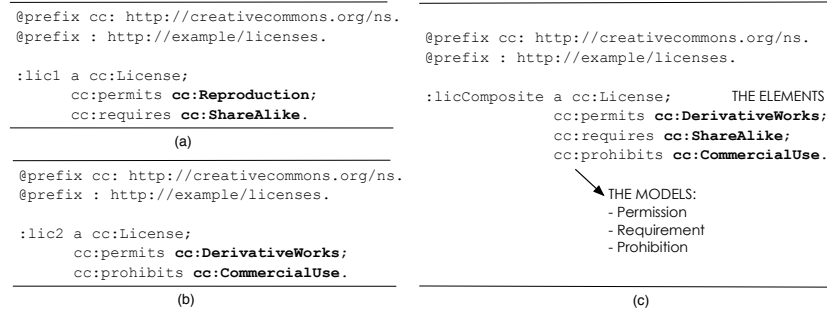 @prefix cc: http://creativecommons.org/ns.
@prefix : http://example/licenses.
:lic1 a cc:License;
cc:permits cc:Reproduction;
cc:requires cc:ShareAlike.
(a)
@prefix cc: http://creativecommons.org/ns.
@prefix : http://example/licenses.
:lic2 a cc:License;
cc:permits cc:DerivativeWorks;
cc:prohibits cc:CommercialUse.
(b)
@prefix cc: http://creativecommons.org/ns.
@prefix : http://example/licenses.
:licComposite a cc:License; THE ELEMENTS
cc:permits cc:DerivativeWorks;
cc:requires cc:ShareAlike;
cc:prohibits cc:CommercialUse.
THE MODELS:
- Permission
- Requirement
- Prohibition
(c)